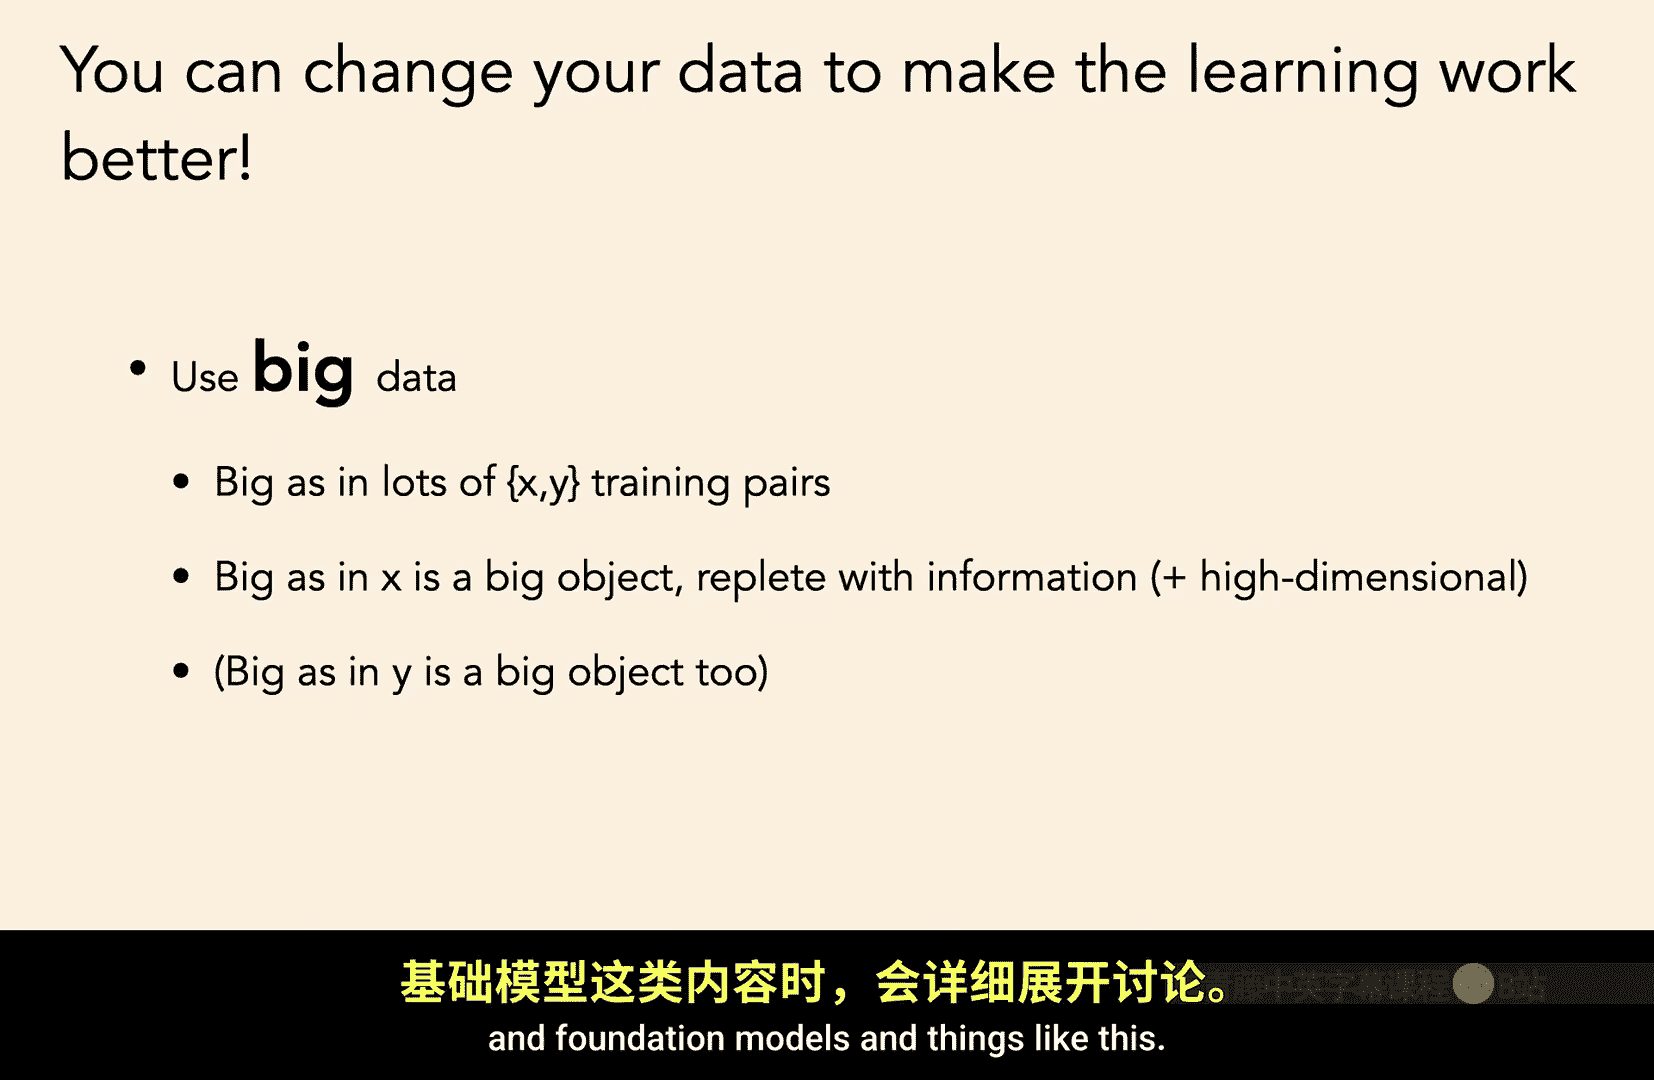 You can change your data to make the learning work
better!
• Use big data
• Big as in lots of {x,y} training pairs
• Big as in x is a big object, replete with information (+ high-dimensional)
• (Big as in y is a big object too)
基础模型这类内容时，会详细展开讨论。
and foundation models and things like this.